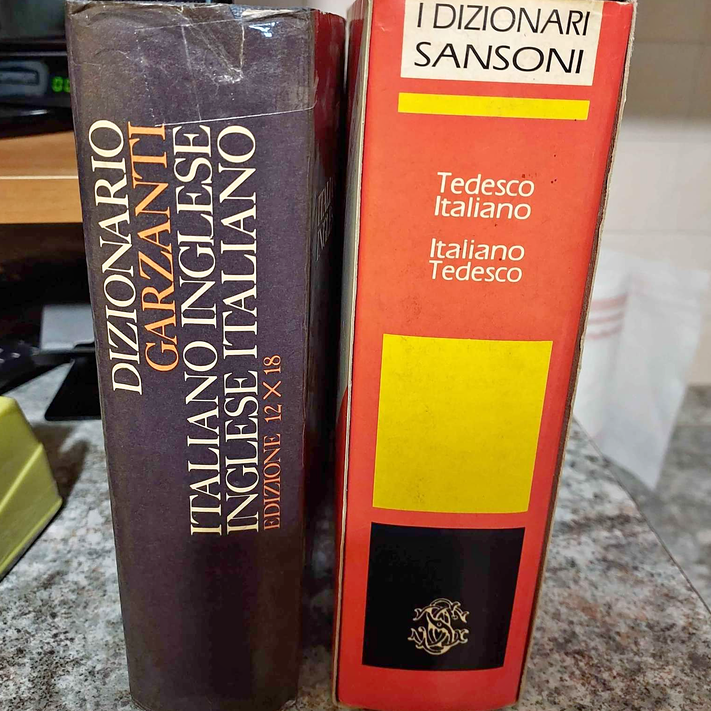 DIZIONARIO
GARZANTI
ITALIANO INGLESE
INGLESE ITALIANO
EDIZIONE 12 X 18
I DIZIONARI
SANSONI
Tedesco
Italiano
Italiano
Tedesco